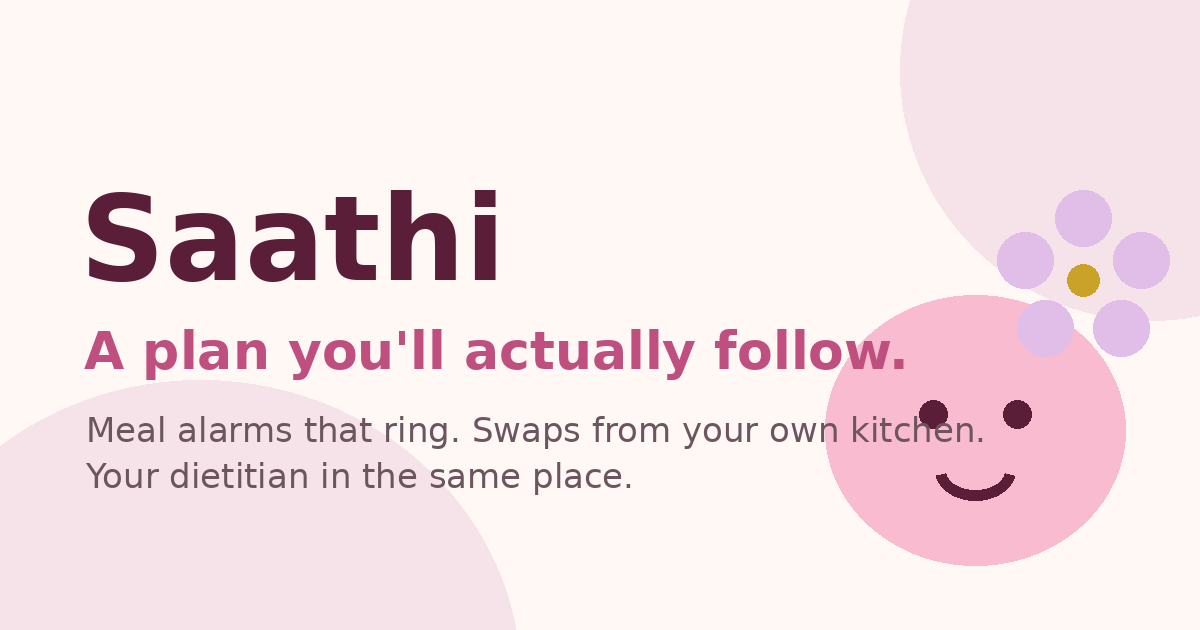 Saathi
A plan you'll actually follow.
Meal alarms that ring. Swaps from your own kitchen.
Your dietitian in the same place.